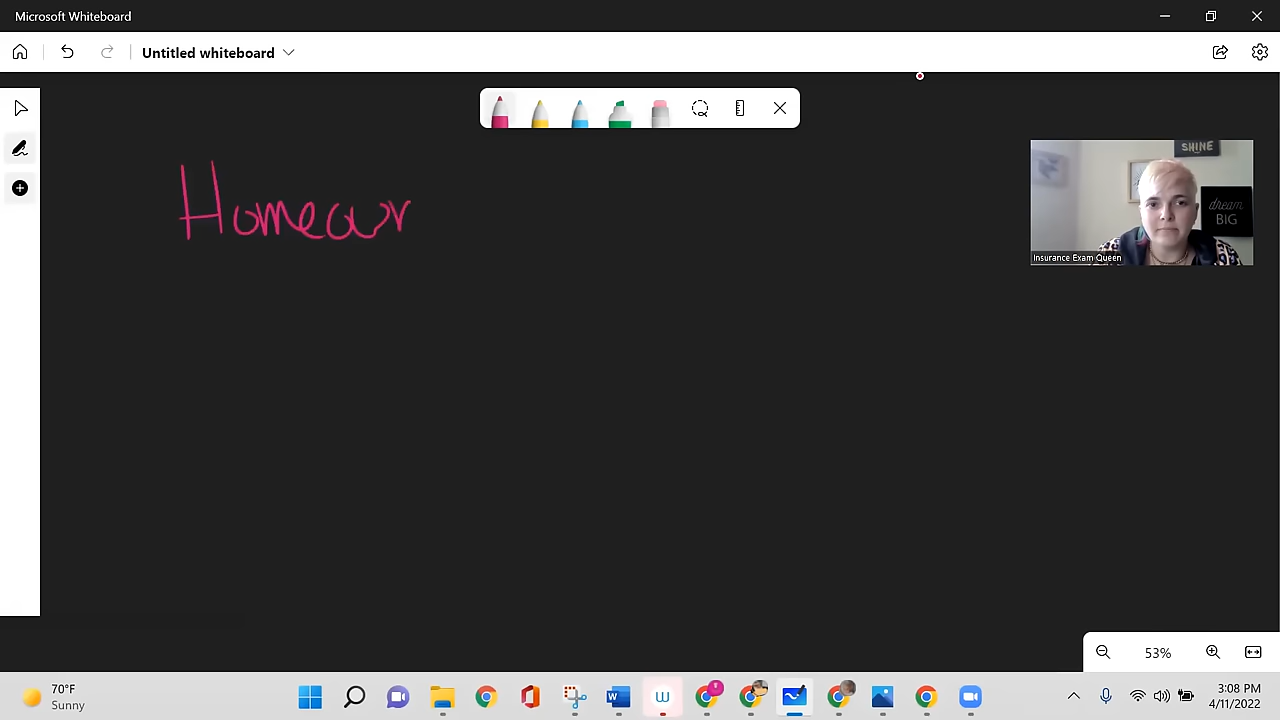 Microsoft Whiteboard
Untitled whiteboard
Homeowr
SHINE
dream
BIG
Insurance Exam Queen
53%
70°F
Sunny
3:08 PM
4/11/2022